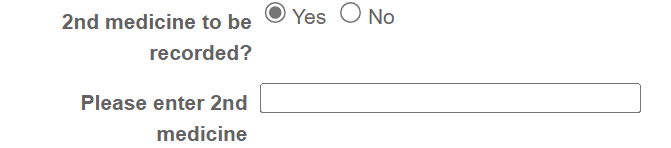 2nd medicine to be Yes No
recorded?
Please enter 2nd
medicine